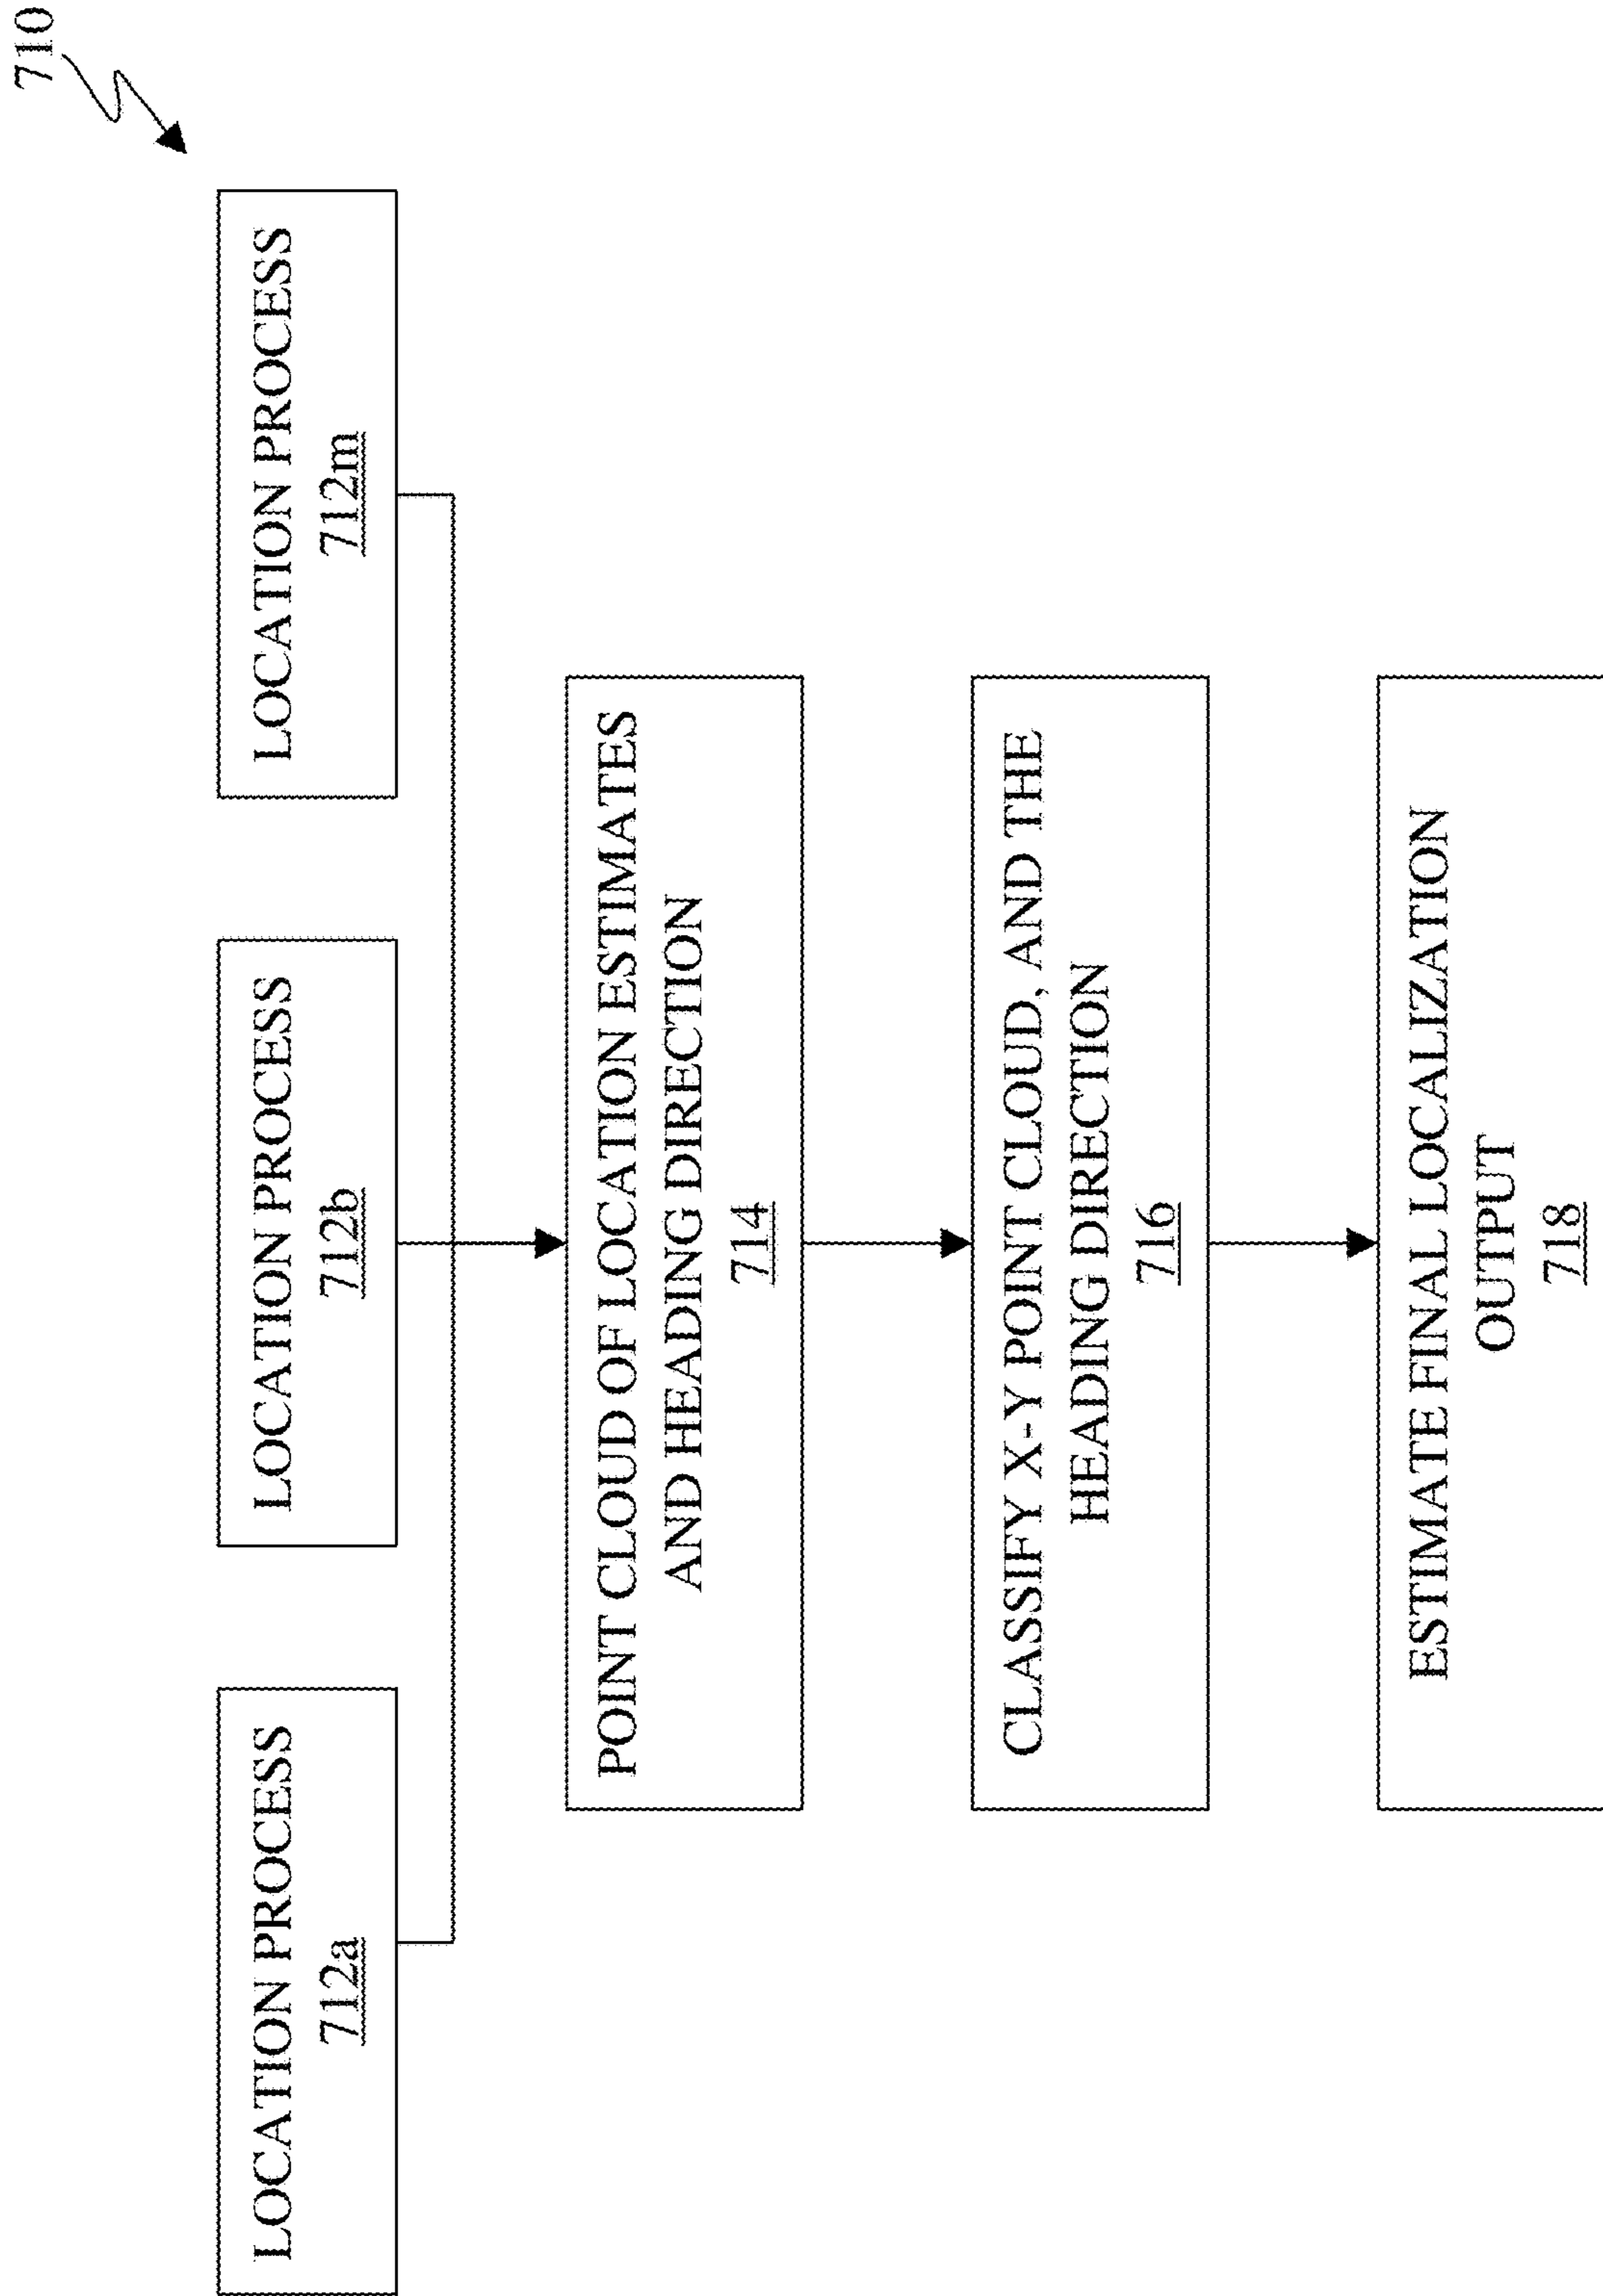 710
LOCATION PROCESS
712a
LOCATION PROCESS
712b
LOCATION PROCESS
712m
POINT CLOUD OF LOCATION ESTIMATES
AND HEADING DIRECTION
714
CLASSIFY X-Y POINT CLOUD, AND THE
HEADING DIRECTION
716
ESTIMATE FINAL LOCALIZATION
OUTPUT
718